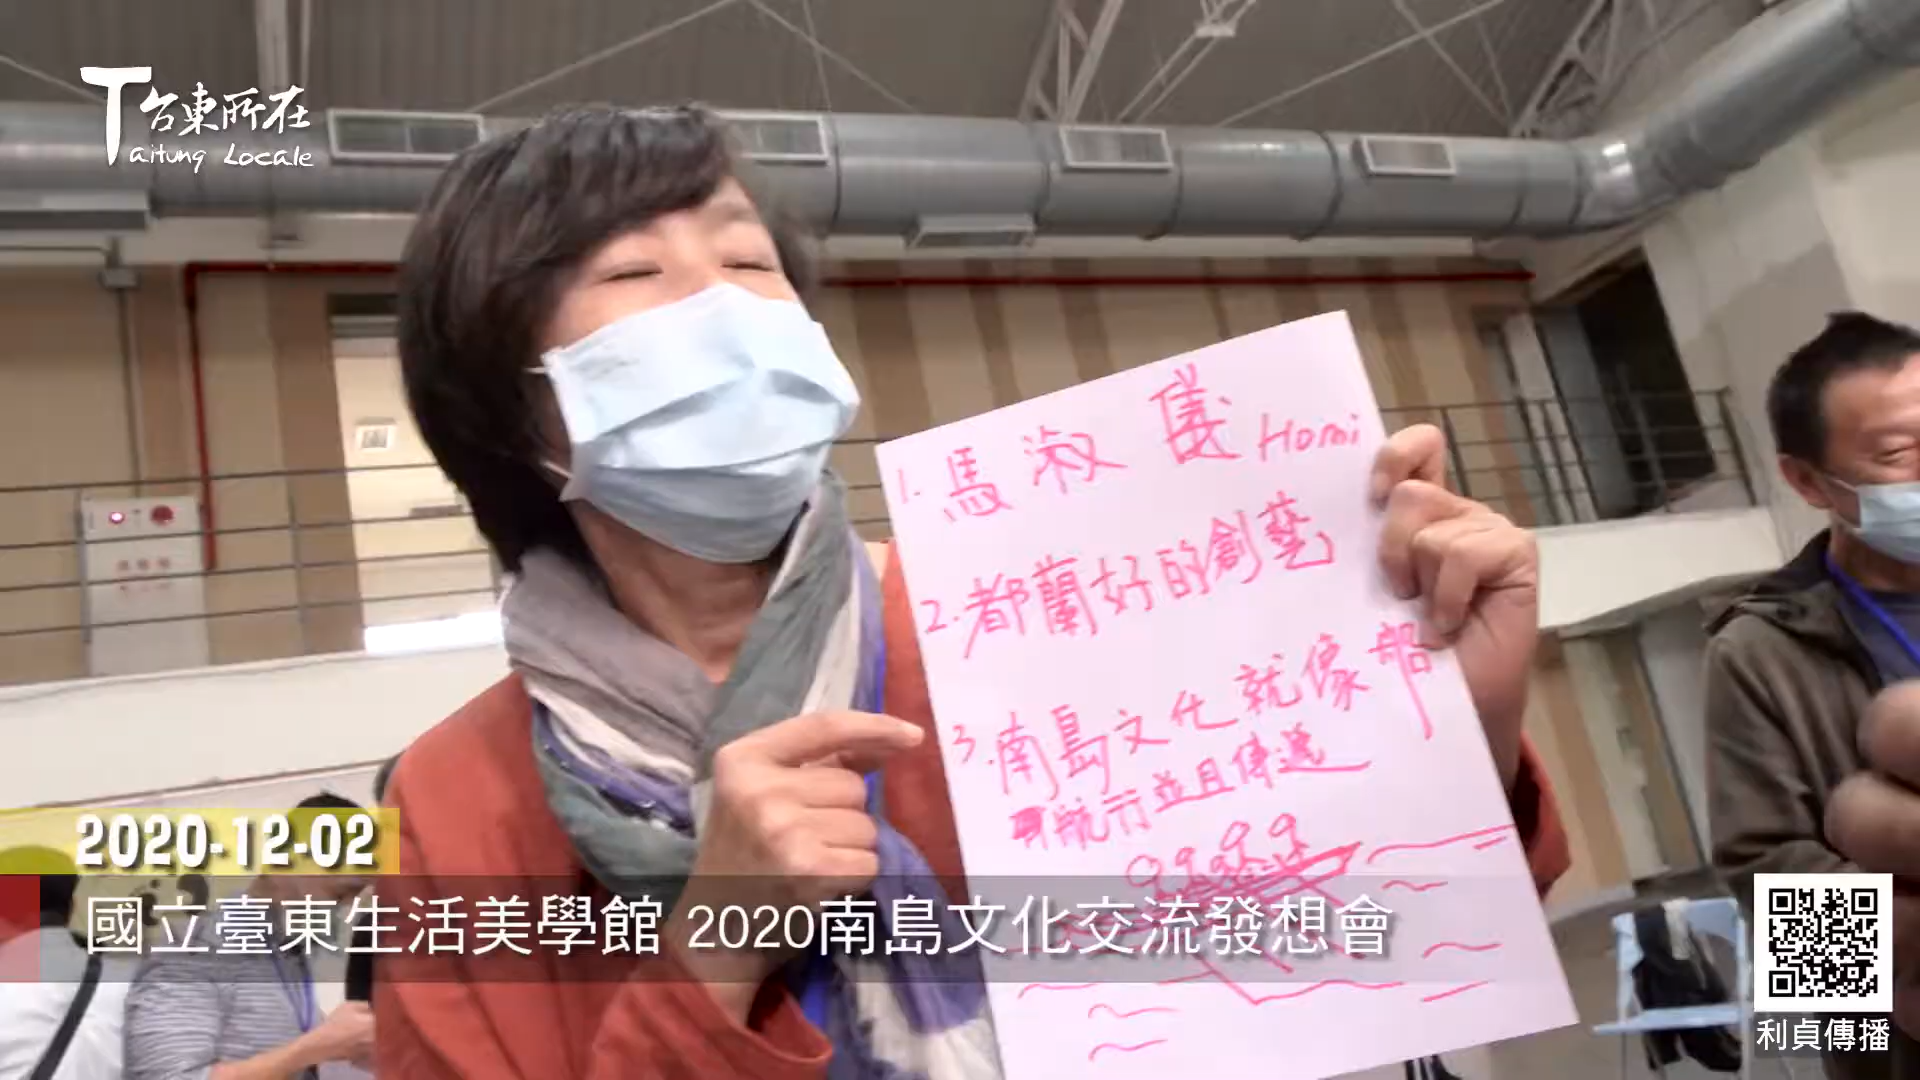 台東所在
Taitung Locale
1. 馬淑儀 Homi
2. 都蘭好的創藝
3. 南島文化就像船
航行並且傳遞
2020-12-02
國立臺東生活美學館 2020南島文化交流發想會
利貞傳播